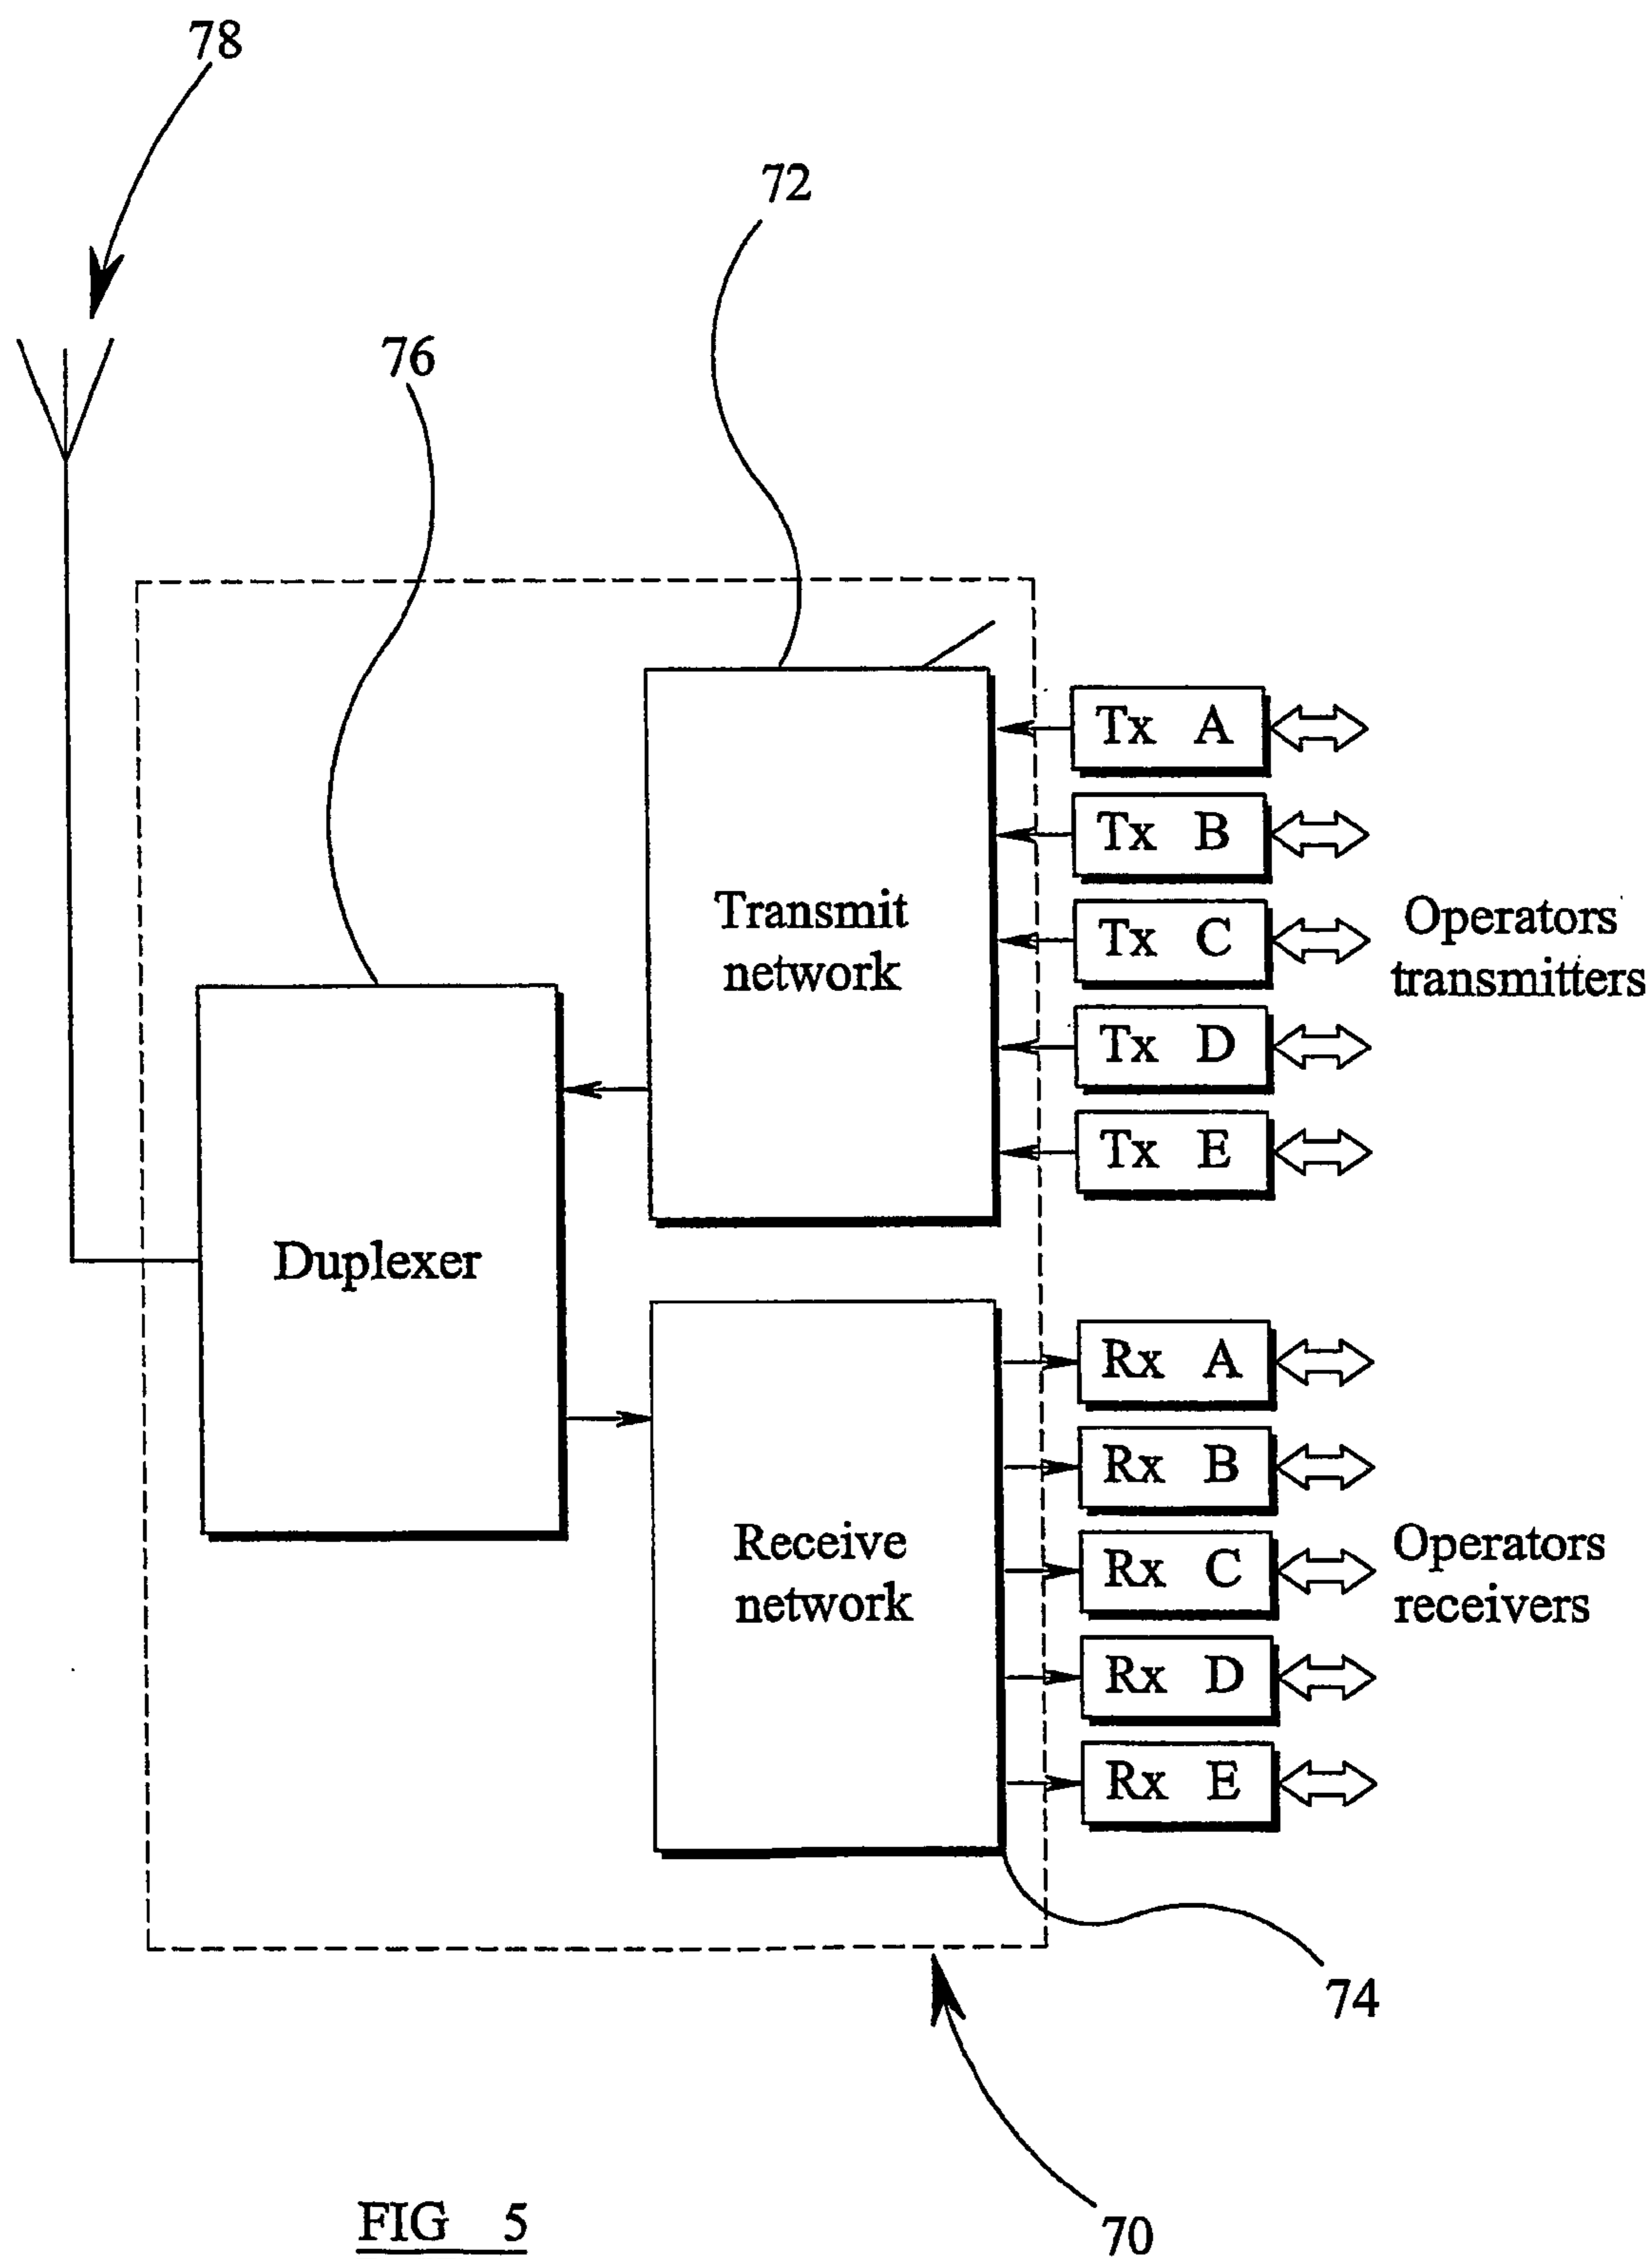 78
72
76
Tx A
Tx B
Transmit
network
Tx C
Operators
transmitters
Tx D
Tx E
Duplexer
Rx A
Rx B
Receive
network
Rx C
Operators
receivers
Rx D
Rx E
74
70
FIG 5